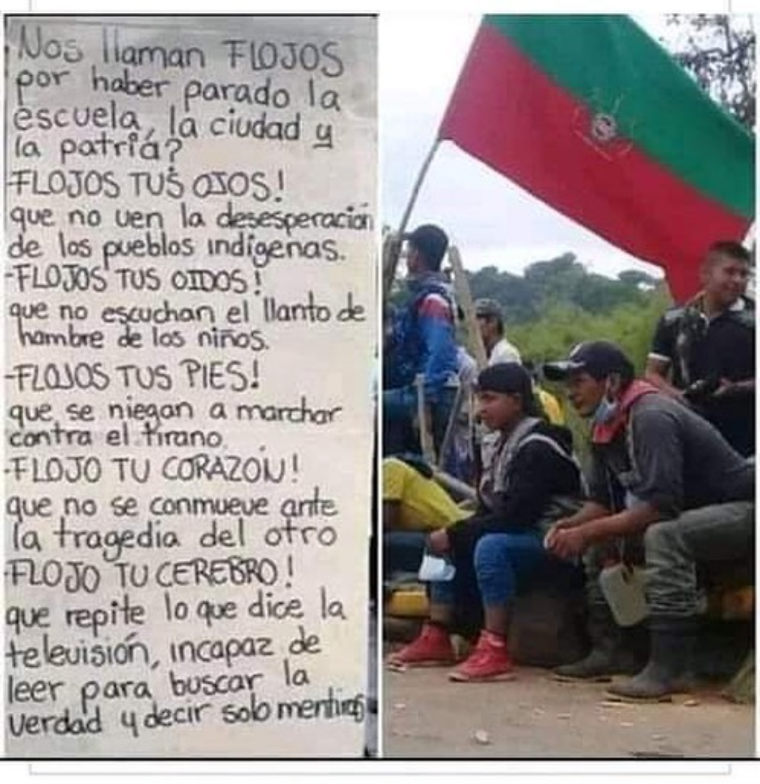 Nos llaman FLOJOS
por haber parado la
escuela, la ciudad y
la patria?
-FLOJOS TUS OJOS!
que no ven la desesperación
de los pueblos indígenas.
-FLOJOS TUS OIDOS!
que no escuchan el llanto de
hambre de los niños.
-FLOJOS TUS PIES!
que se niegan a marchar
contra el tirano.
-FLOJO TU CORAZON!
que no se conmueve ante
la tragedia del otro
-FLOJO TU CEREBRO!
que repite lo que dice la
televisión, incapaz de
leer para buscar la
verdad y decir solo mentiras